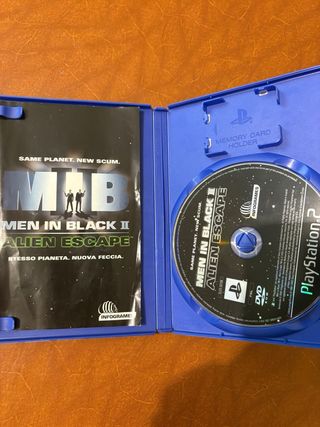 SAME PLANET. NEW SCUM.
MIB
MEN IN BLACK II
ALIEN ESCAPE
STESSO PIANETA. NUOVA FECCIA.
INFOGRAMES
MEMORY CARD
HOLDER
SAME PLANET. NEW SCUM.
MEN IN BLACK II
ALIEN ESCAPE
INFOGRAMES
DVD
PlayStation 2